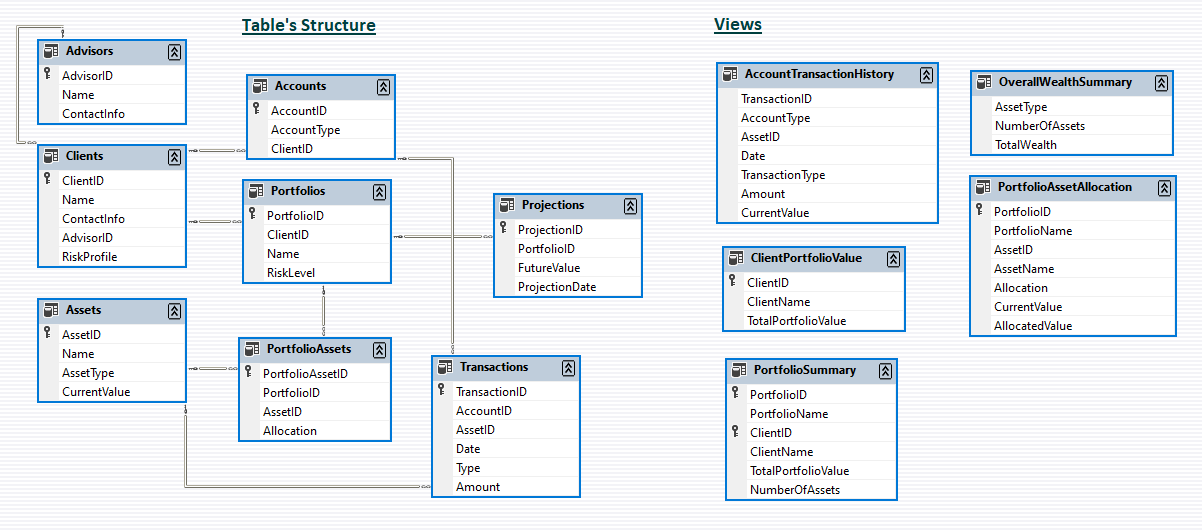 Table's Structure
Views
Advisors
AdvisorID
Name
ContactInfo
Clients
ClientID
Name
ContactInfo
AdvisorID
RiskProfile
Assets
AssetID
Name
AssetType
CurrentValue
Accounts
AccountID
AccountType
ClientID
Portfolios
PortfolioID
ClientID
Name
RiskLevel
PortfolioAssets
PortfolioAssetID
PortfolioID
AssetID
Allocation
Projections
ProjectionID
PortfolioID
FutureValue
ProjectionDate
Transactions
TransactionID
AccountID
AssetID
Date
Type
Amount
AccountTransactionHistory
TransactionID
AccountType
AssetID
Date
TransactionType
Amount
CurrentValue
ClientPortfolioValue
ClientID
ClientName
TotalPortfolioValue
PortfolioSummary
PortfolioID
PortfolioName
ClientID
ClientName
TotalPortfolioValue
NumberOfAssets
OverallWealthSummary
AssetType
NumberOfAssets
TotalWealth
PortfolioAssetAllocation
PortfolioID
PortfolioName
AssetID
AssetName
Allocation
CurrentValue
AllocatedValue